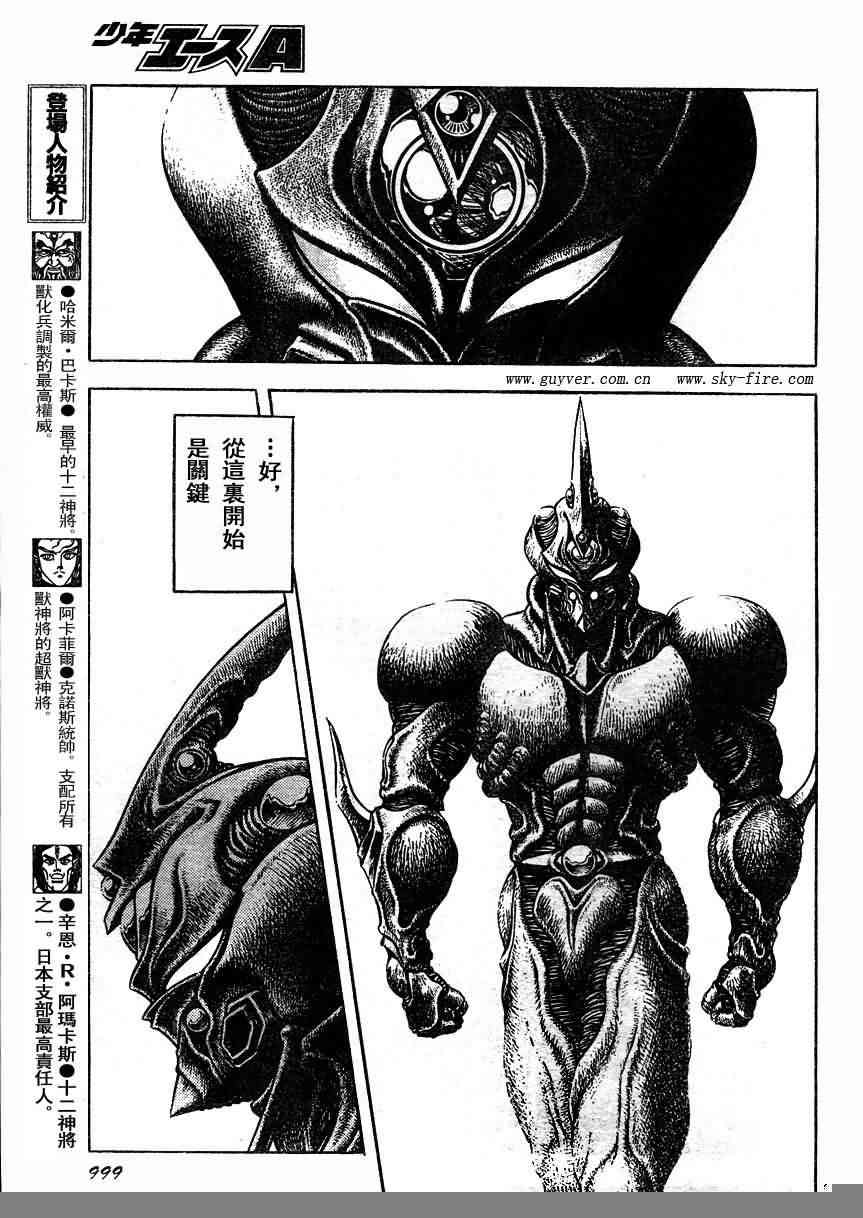 少年エースA
登場人物紹介
●哈米爾・巴卡斯● 最早的十二神將。
獸化兵調製的最高權威。
●阿卡菲爾●克諾斯統帥。支配所有
獸神將的超獸神將。
●辛恩・R・阿瑪卡斯●十二神將
之一。日本支部最高責任人。
www.guyver.com.cn www.sky-fire.com
…好，
從這裏開始
是關鍵
999